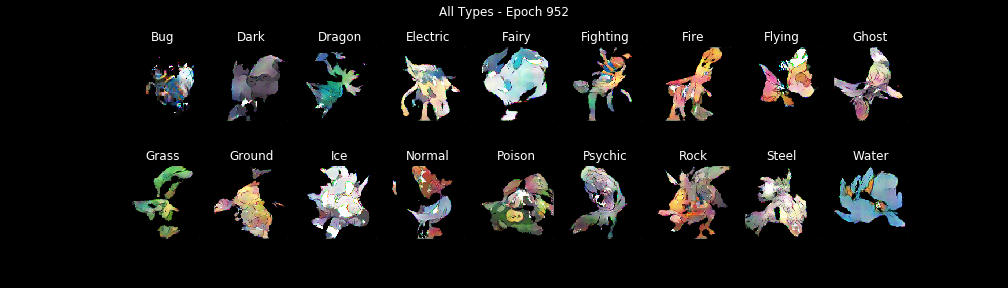 All Types - Epoch 952
Bug Dark Dragon Electric Fairy Fighting Fire Flying Ghost
Grass Ground Ice Normal Poison Psychic Rock Steel Water